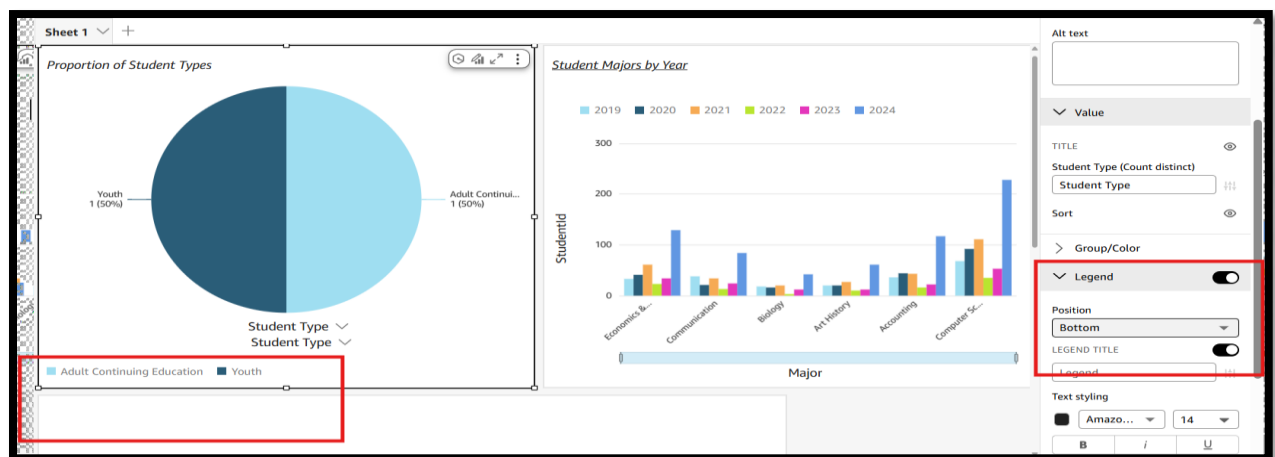 Sheet 1
Proportion of Student Types
Youth
1 (50%)
Adult Continui...
1 (50%)
Student Type
Student Type
Adult Continuing Education Youth
Student Majors by Year
2019 2020 2021 2022 2023 2024
300
200
100
0
StudentId
Economics &...
Communication
Biology
Art History
Accounting
Computer Sc...
Major
Alt text
Value
TITLE
Student Type (Count distinct)
Student Type
Sort
Group/Color
Legend
Position
Bottom
LEGEND TITLE
Legend
Text styling
Amazo... 14
B i U